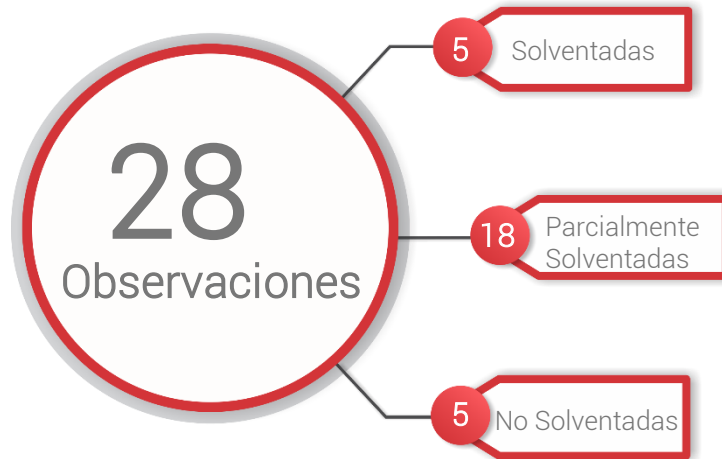 28
Observaciones
5
Solventadas
18
Parcialmente
Solventadas
5
No Solventadas